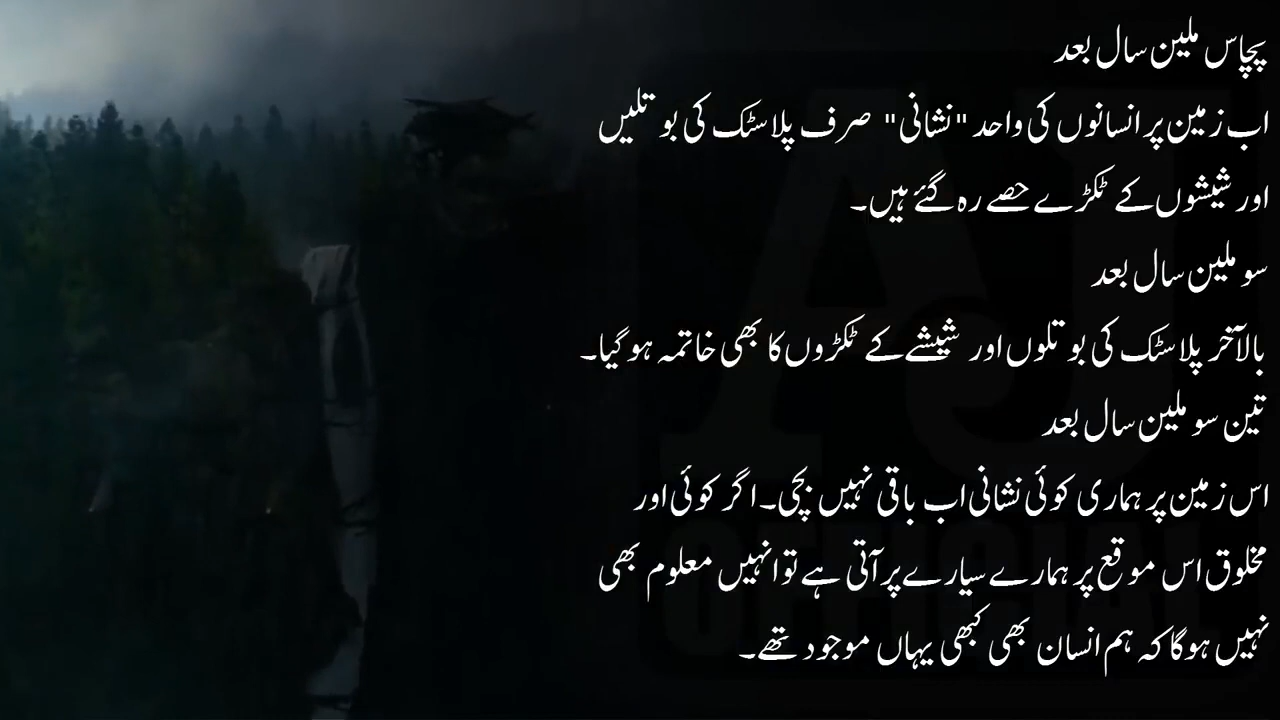 پچاس ملین سال بعد
اب زمین پر انسانوں کی واحد "نشانی" صرف پلاسٹک کی بوتلیں
اور شیشوں کے ٹکڑے حصے رہ گئے ہیں۔
سو ملین سال بعد
بالآخر پلاسٹک کی بوتلوں اور شیشے کے ٹکڑوں کا بھی خاتمہ ہو گیا۔
تین سو ملین سال بعد
اس زمین پر ہماری کوئی نشانی اب باقی نہیں بچی۔ اگر کوئی اور
مخلوق اس موقع پر ہمارے سیارے پر آتی ہے تو انہیں معلوم بھی
نہیں ہوگا کہ ہم انسان بھی کبھی یہاں موجود تھے۔
AJ
OFFICIAL